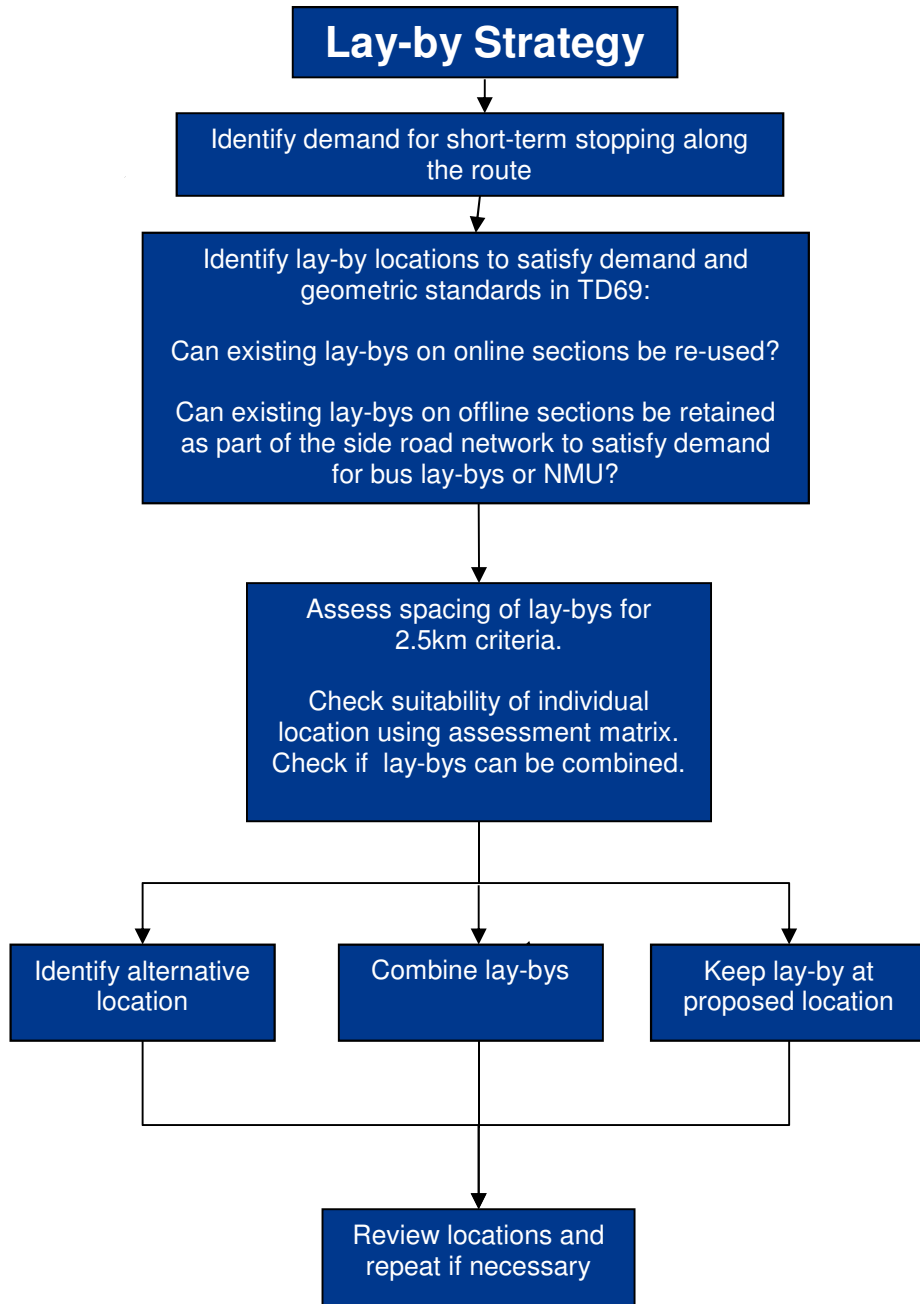 Lay-by Strategy
Identify demand for short-term stopping along
the route
Identify lay-by locations to satisfy demand and
geometric standards in TD69:
Can existing lay-bys on online sections be re-used?
Can existing lay-bys on offline sections be retained
as part of the side road network to satisfy demand
for bus lay-bys or NMU?
Assess spacing of lay-bys for
2.5km criteria.
Check suitability of individual
location using assessment matrix.
Check if lay-bys can be combined.
Identify alternative
location
Combine lay-bys
Keep lay-by at
proposed location
Review locations and
repeat if necessary